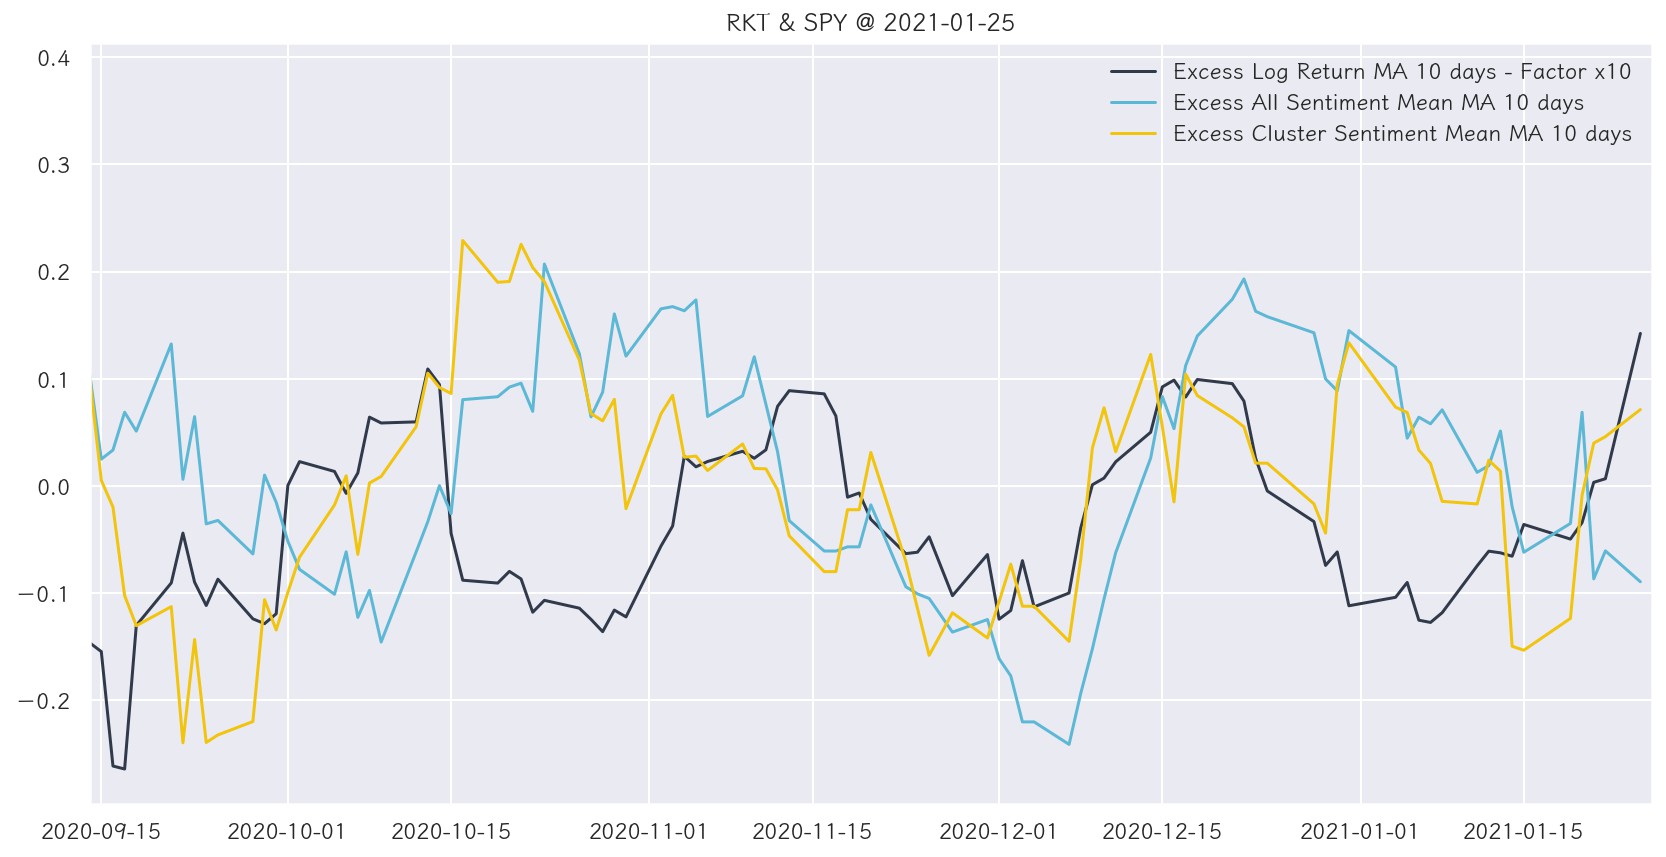 RKT & SPY @ 2021-01-25
Excess Log Return MA 10 days - Factor x10
Excess All Sentiment Mean MA 10 days
Excess Cluster Sentiment Mean MA 10 days
0.4
0.3
0.2
0.1
0.0
−0.1
−0.2
2020-09-15 2020-10-01 2020-10-15 2020-11-01 2020-11-15 2020-12-01 2020-12-15 2021-01-01 2021-01-15